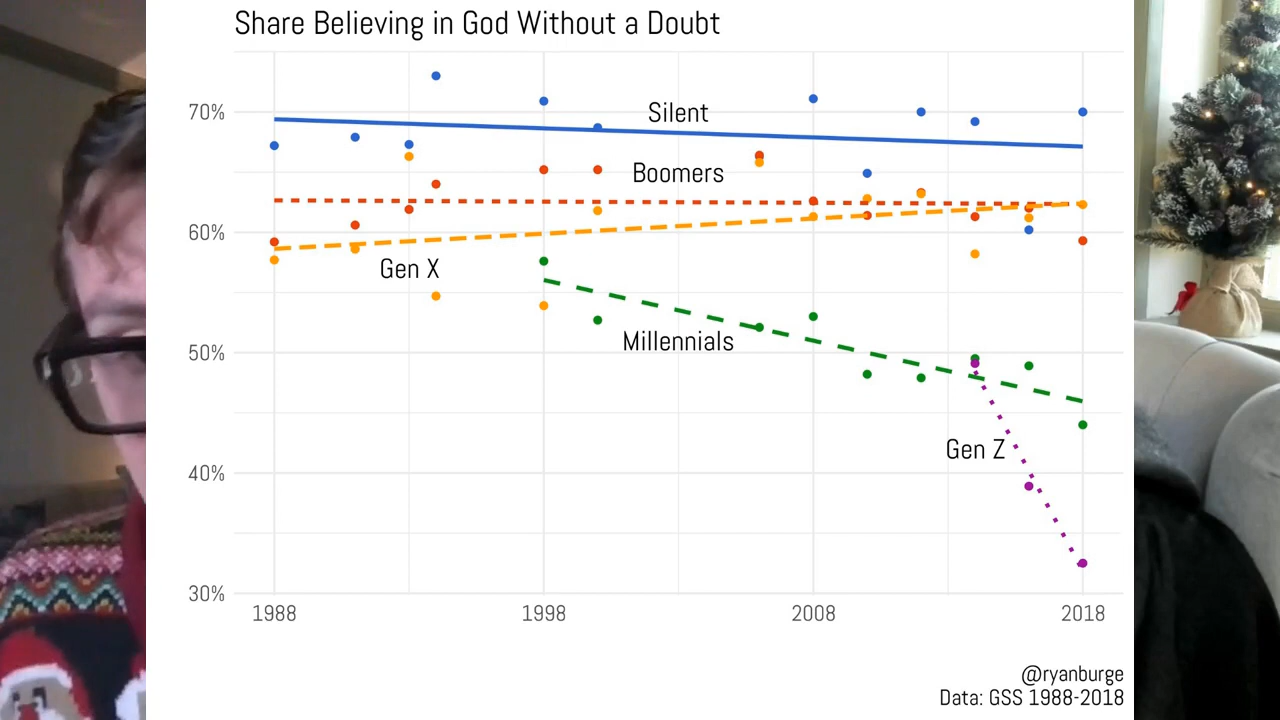 Share Believing in God Without a Doubt
70%
Silent
Boomers
60%
Gen X
Millennials
50%
Gen Z
40%
30%
1988
1998
2008
2018
@ryanburge
Data: GSS 1988-2018